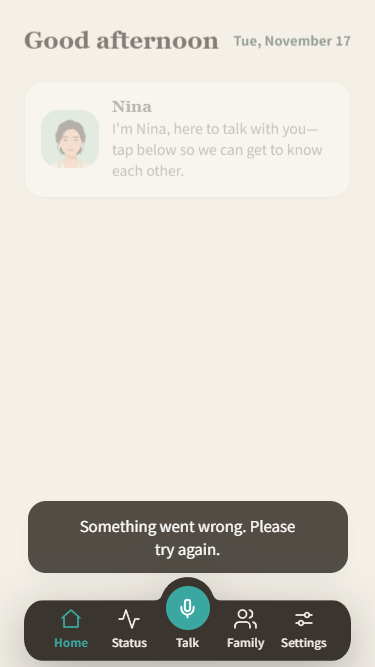 Good afternoon
Tue, November 17
Nina
I'm Nina, here to talk with you—
tap below so we can get to know
each other.
Something went wrong. Please
try again.
Home
Status
Talk
Family
Settings